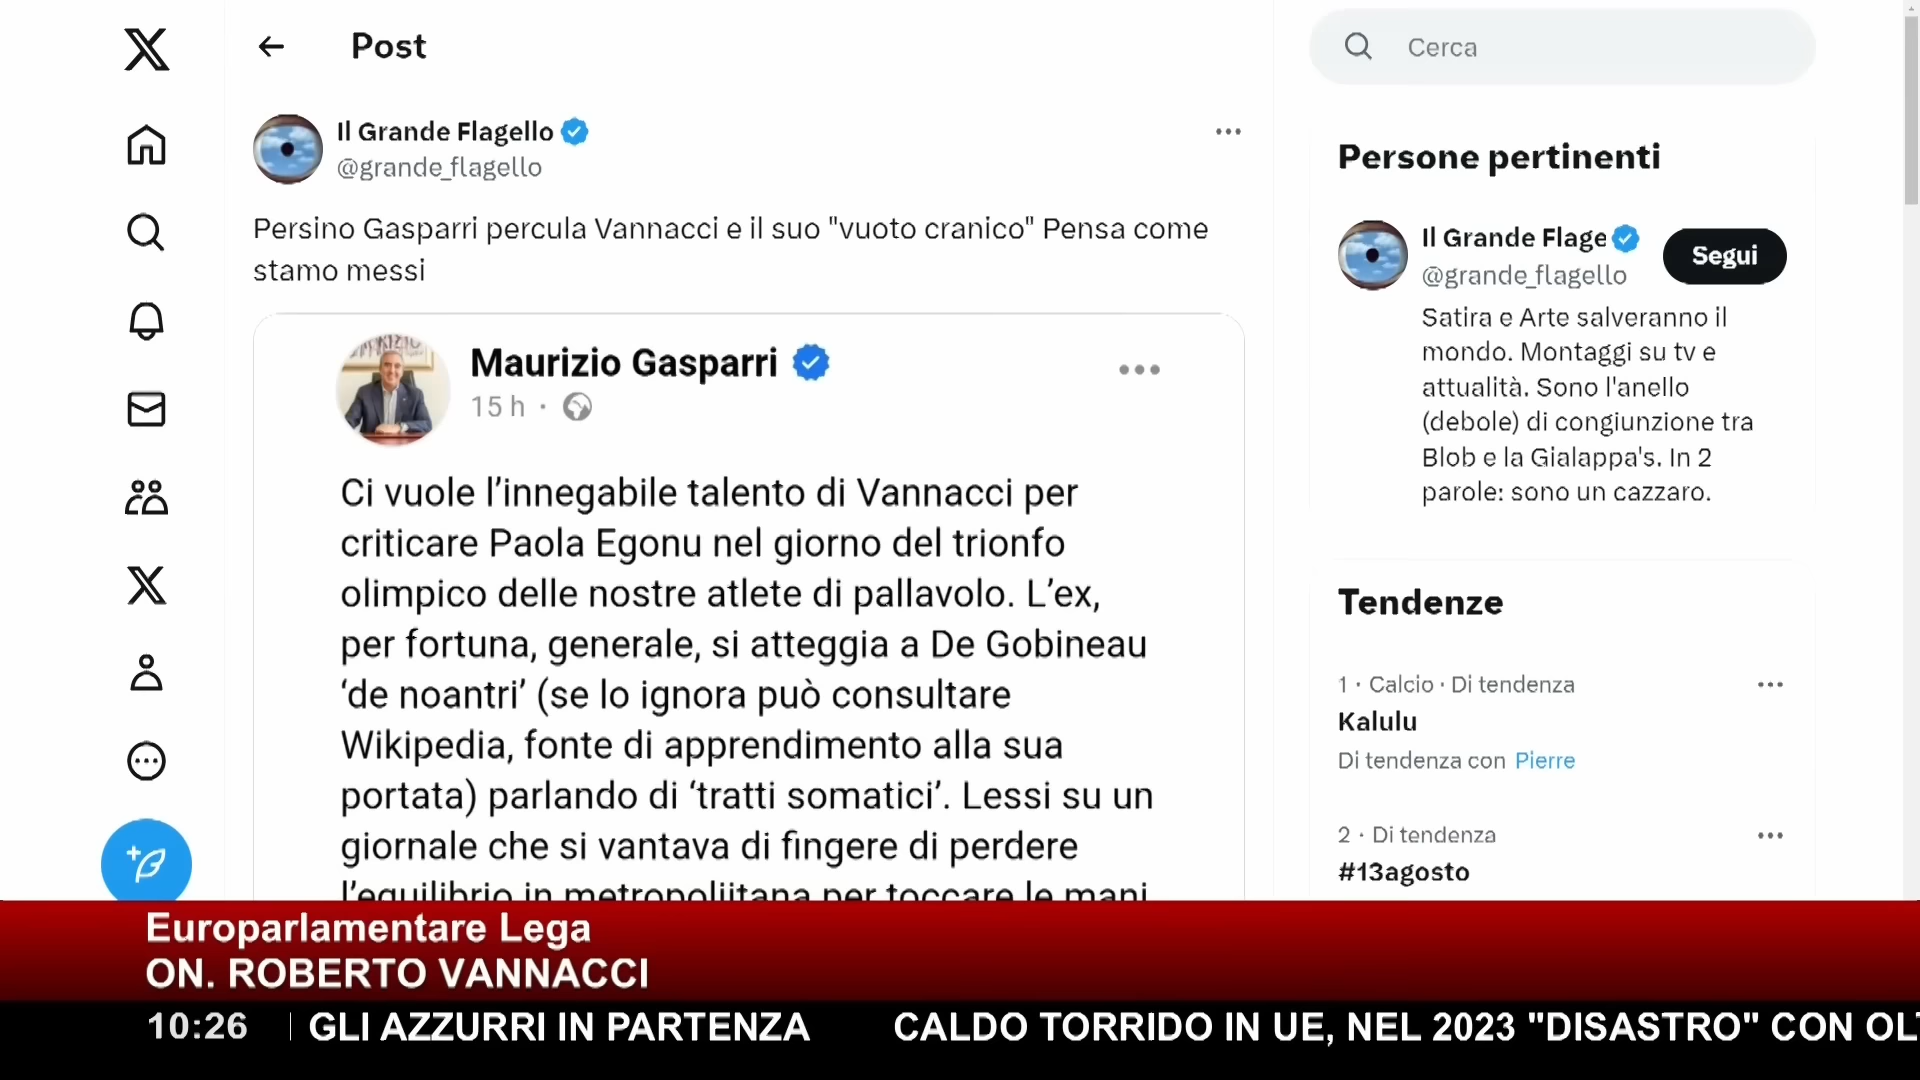 Post
Il Grande Flagello
@grande_flagello
Persino Gasparri percula Vannacci e il suo "vuoto cranico" Pensa come
stamo messi
Maurizio Gasparri
15 h ·
Ci vuole l’innegabile talento di Vannacci per
criticare Paola Egonu nel giorno del trionfo
olimpico delle nostre atlete di pallavolo. L’ex,
per fortuna, generale, si atteggia a De Gobineau
‘de noantri’ (se lo ignora può consultare
Wikipedia, fonte di apprendimento alla sua
portata) parlando di ‘tratti somatici’. Lessi su un
giornale che si vantava di fingere di perdere
l’equilibrio in metropoliitana per toccare le mani
Cerca
Persone pertinenti
Il Grande Flage
@grande_flagello
Segui
Satira e Arte salveranno il
mondo. Montaggi su tv e
attualità. Sono l'anello
(debole) di congiunzione tra
Blob e la Gialappa's. In 2
parole: sono un cazzaro.
Tendenze
1 · Calcio · Di tendenza
Kalulu
Di tendenza con Pierre
2 · Di tendenza
#13agosto
Europarlamentare Lega
ON. ROBERTO VANNACCI
10:26 GLI AZZURRI IN PARTENZA CALDO TORRIDO IN UE, NEL 2023 "DISASTRO" CON